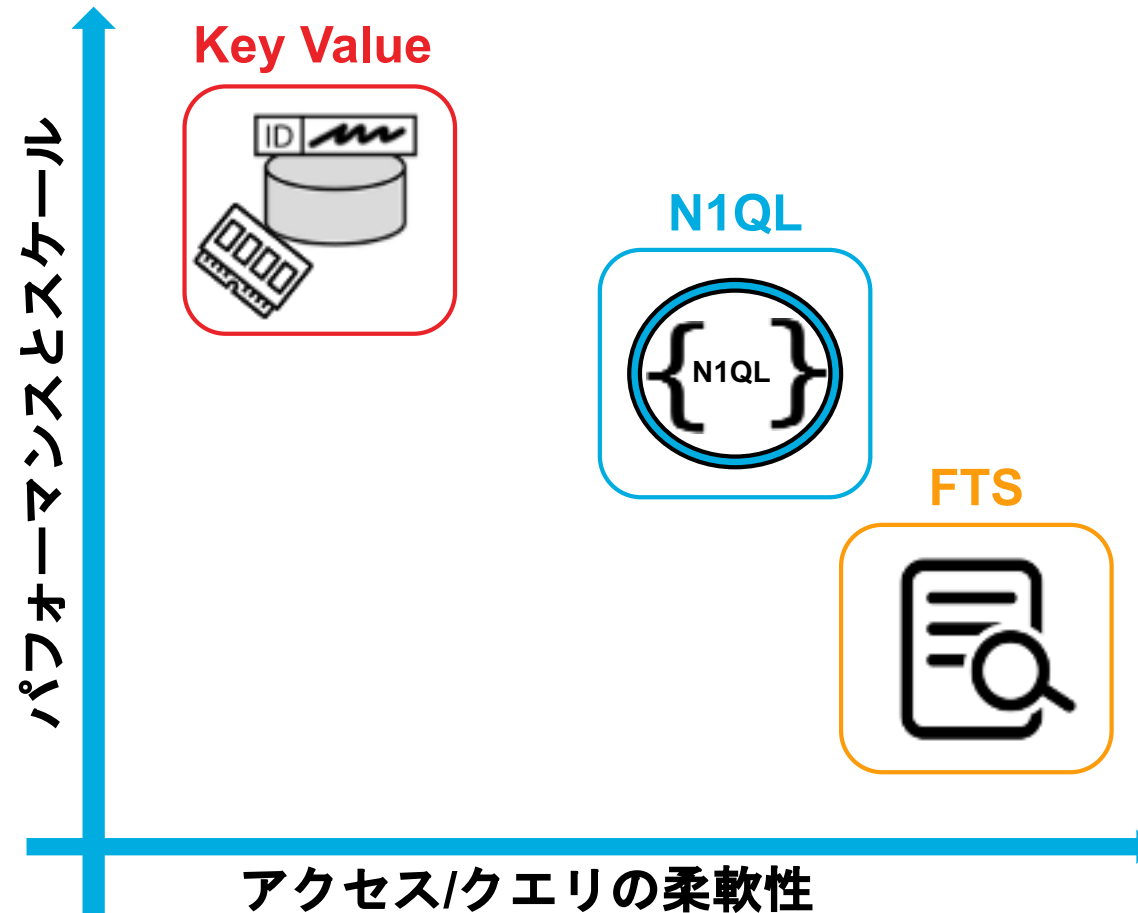 Key Value
ID
パフォーマンスとスケール
N1QL
N1QL
FTS
アクセス/クエリの柔軟性